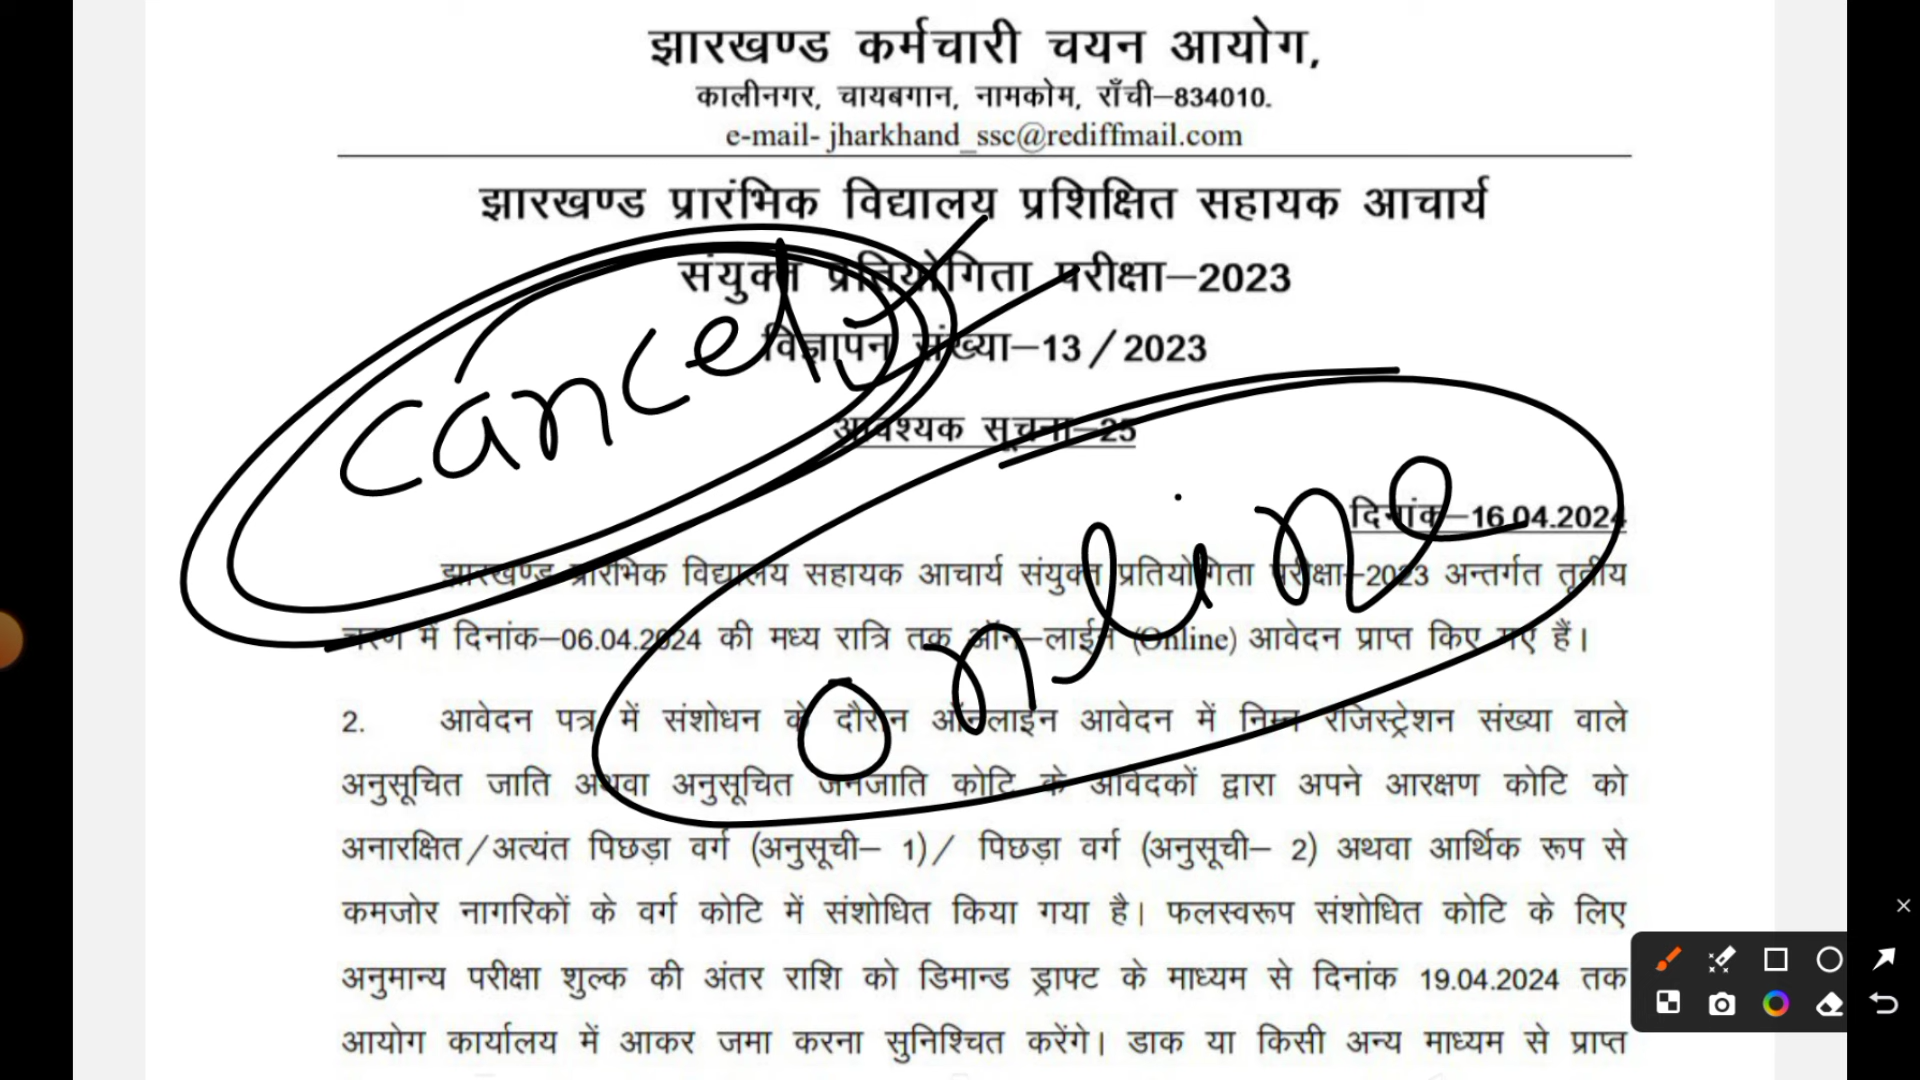 झारखण्ड कर्मचारी चयन आयोग,
कालीनगर, चायबगान, नामकोम, राँची–834010.
e-mail- jharkhand_ssc@rediffmail.com
झारखण्ड प्रारंभिक विद्यालय प्रशिक्षित सहायक आचार्य
संयुक्त प्रतियोगिता परीक्षा–2023
विज्ञापन संख्या–13/2023
cancel
आवश्यक सूचना–25
online
दिनांक–16.04.2024
झारखण्ड प्रारंभिक विद्यालय सहायक आचार्य संयुक्त प्रतियोगिता परीक्षा–2023 अन्तर्गत तृतीय
चरण में दिनांक–06.04.2024 की मध्य रात्रि तक ऑन–लाईन (Online) आवेदन प्राप्त किए गए हैं।
2. आवेदन पत्र में संशोधन के दौरान ऑनलाईन आवेदन में निम्न रजिस्ट्रेशन संख्या वाले
अनुसूचित जाति अथवा अनुसूचित जनजाति कोटि के आवेदकों द्वारा अपने आरक्षण कोटि को
अनारक्षित/अत्यंत पिछड़ा वर्ग (अनुसूची– 1)/ पिछड़ा वर्ग (अनुसूची– 2) अथवा आर्थिक रूप से
कमजोर नागरिकों के वर्ग कोटि में संशोधित किया गया है। फलस्वरूप संशोधित कोटि के लिए
अनुमान्य परीक्षा शुल्क की अंतर राशि को डिमान्ड ड्राफ्ट के माध्यम से दिनांक 19.04.2024 तक
आयोग कार्यालय में आकर जमा करना सुनिश्चित करेंगे। डाक या किसी अन्य माध्यम से प्राप्त